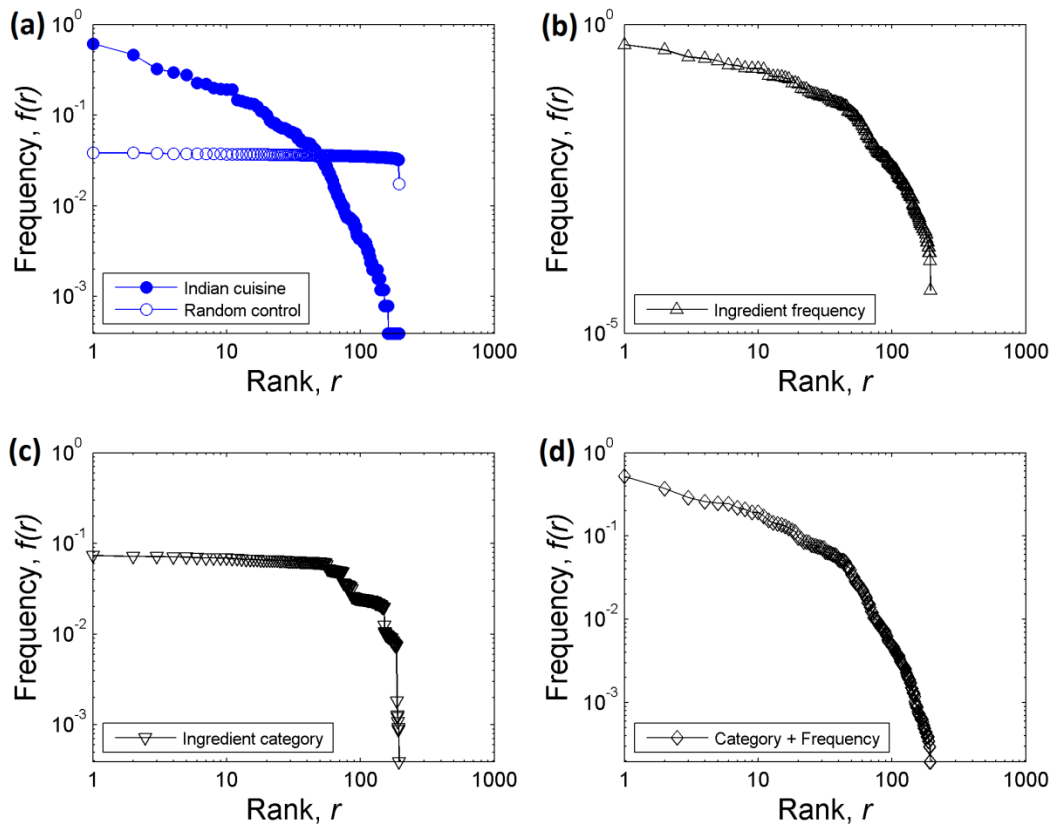 (a)
10^0
10^-1
10^-2
10^-3
Frequency, f(r)
Indian cuisine
Random control
1 10 100 1000
Rank, r
(b)
10^0
10^-5
Frequency, f(r)
Ingredient frequency
1 10 100 1000
Rank, r
(c)
10^0
10^-1
10^-2
10^-3
Frequency, f(r)
Ingredient category
1 10 100 1000
Rank, r
(d)
10^0
10^-1
10^-2
10^-3
Frequency, f(r)
Category + Frequency
1 10 100 1000
Rank, r